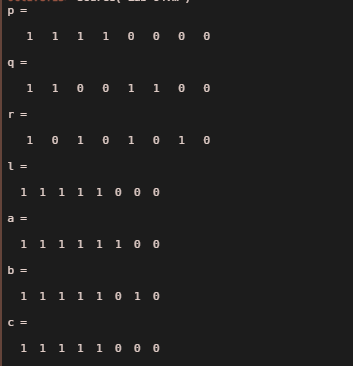 p =
1 1 1 1 0 0 0 0
q =
1 1 0 0 1 1 0 0
r =
1 0 1 0 1 0 1 0
l =
1 1 1 1 1 0 0 0
a =
1 1 1 1 1 1 0 0
b =
1 1 1 1 1 0 1 0
c =
1 1 1 1 1 0 0 0